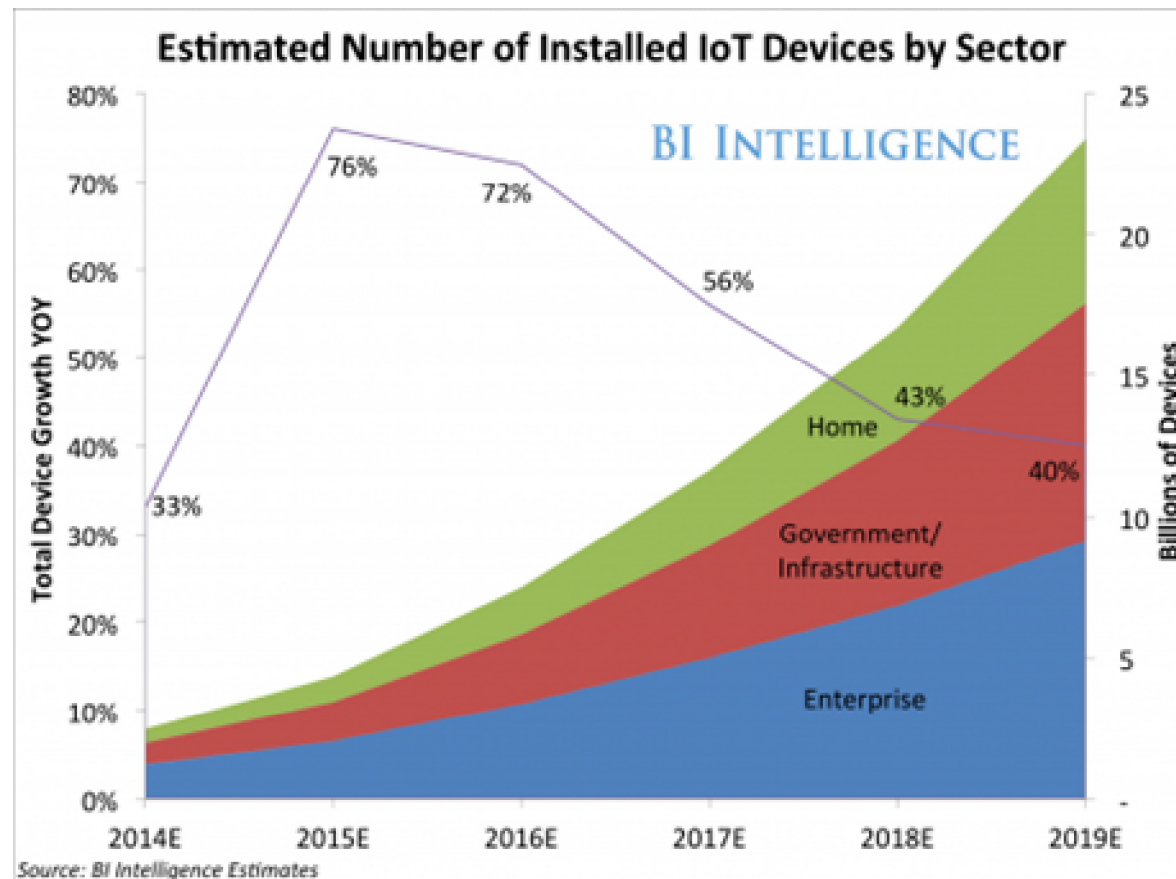 Estimated Number of Installed IoT Devices by Sector
BI INTELLIGENCE
Total Device Growth YOY
80%
70%
60%
50%
40%
30%
20%
10%
0%
33%
76%
72%
56%
43%
40%
Home
Government/
Infrastructure
Enterprise
25
20
15
10
5
-
Billions of Devices
2014E
2015E
2016E
2017E
2018E
2019E
Source: BI Intelligence Estimates